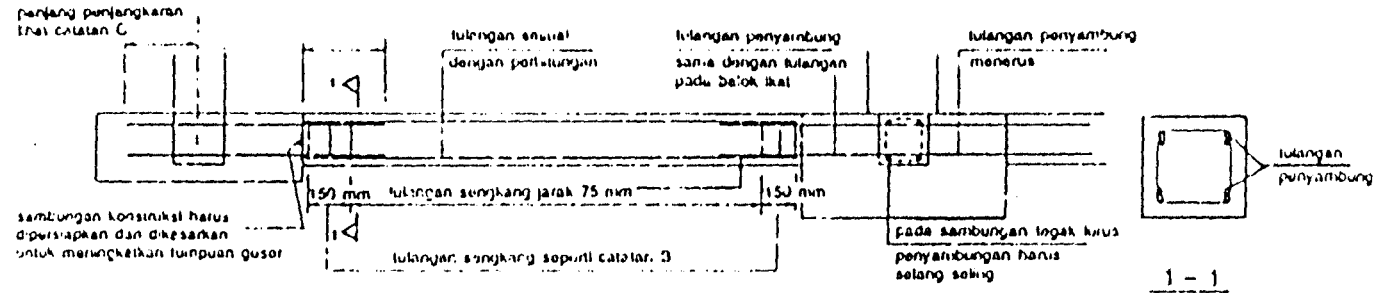 panjang penjangkaran
lihat catatan C
tulangan sesuai
dengan perhitungan
tulangan penyambung
sama dengan tulangan
pada balok ikat
tulangan penyambung
menerus
1
150 mm
tulangan sengkang jarak 75 mm
150 mm
tulangan
penyambung
sambungan konstruksi harus
dipersiapkan dan dikasarkan
untuk meningkatkan tumpuan geser
1
tulangan sengkang seperti catatan B
pada sambungan tegak lurus
penyambungan harus
selang seling
1 - 1